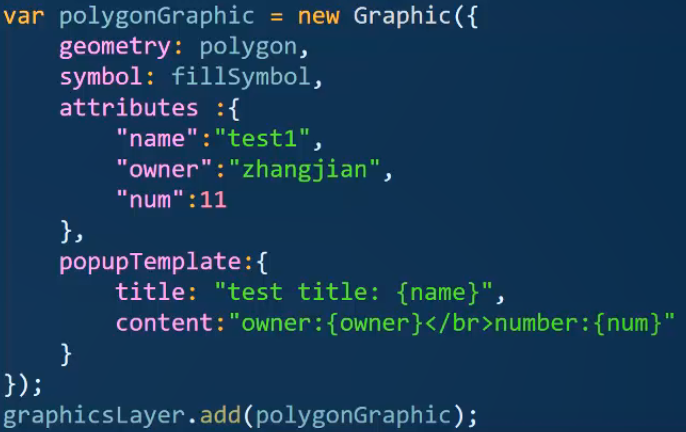 var polygonGraphic = new Graphic({
    geometry: polygon,
    symbol: fillSymbol,
    attributes :{
        "name":"test1",
        "owner":"zhangjian",
        "num":11
    },
    popupTemplate:{
        title: "test title: {name}",
        content:"owner:{owner}</br>number:{num}"
    }
});
graphicsLayer.add(polygonGraphic);